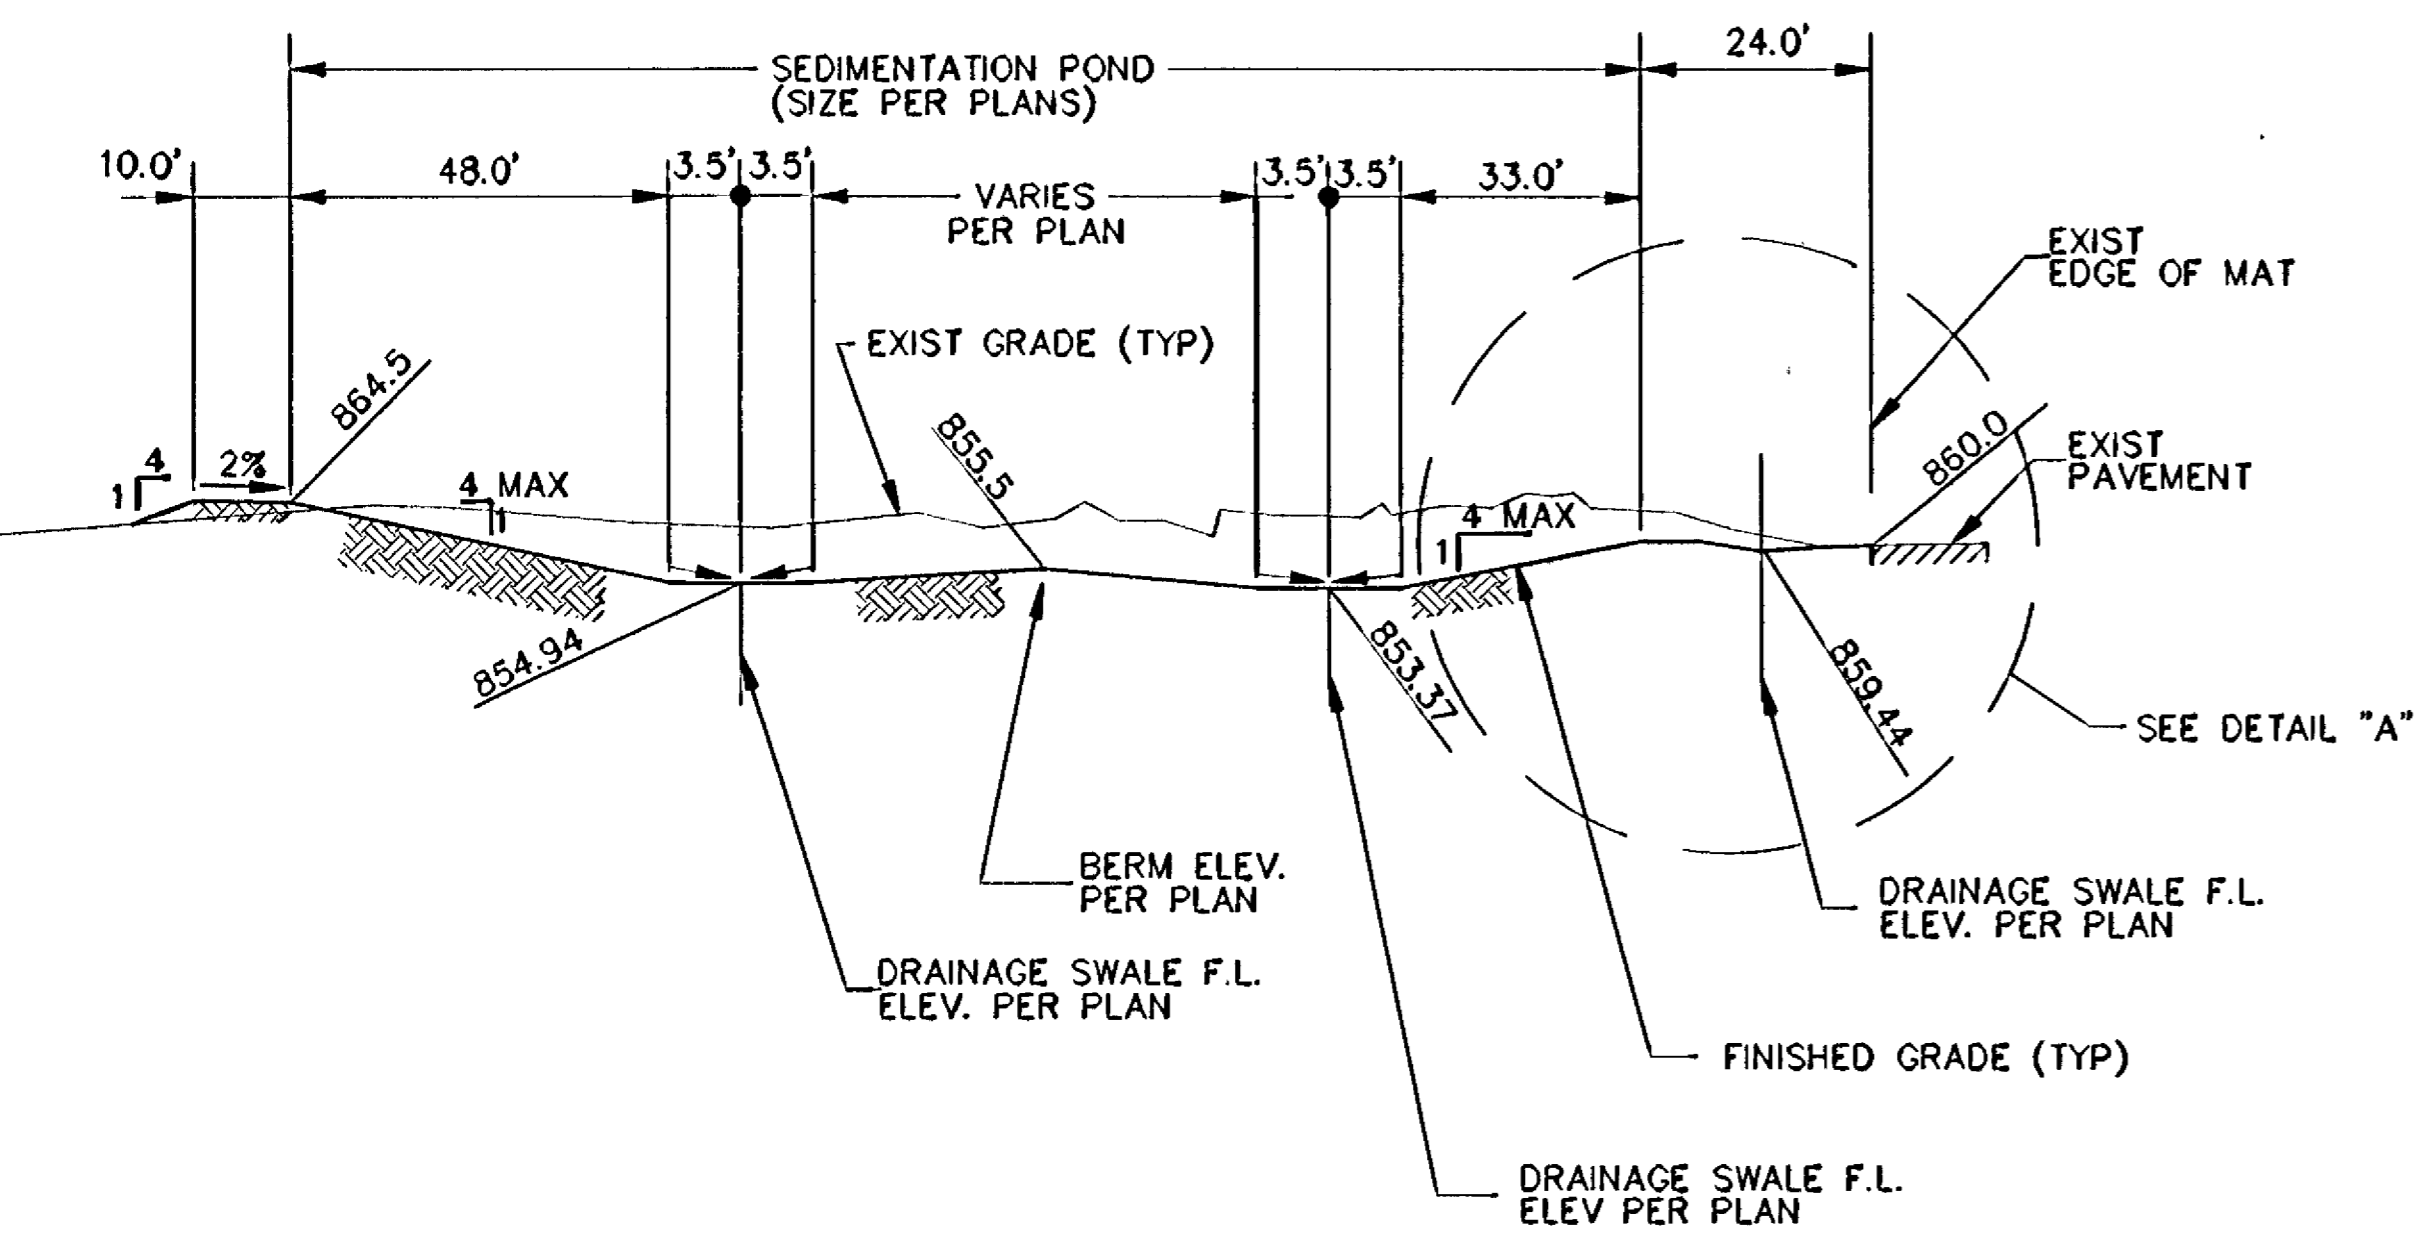 24.0'
SEDIMENTATION POND
(SIZE PER PLANS)
10.0'
48.0'
3.5'
3.5'
VARIES
PER PLAN
3.5'
3.5'
33.0'
EXIST
EDGE OF MAT
EXIST GRADE (TYP)
864.5
855.5
860.0
EXIST
PAVEMENT
4
1
2%
4 MAX
1
4 MAX
1
854.94
853.37
859.44
SEE DETAIL "A"
BERM ELEV.
PER PLAN
DRAINAGE SWALE F.L.
ELEV. PER PLAN
DRAINAGE SWALE F.L.
ELEV. PER PLAN
FINISHED GRADE (TYP)
DRAINAGE SWALE F.L.
ELEV PER PLAN